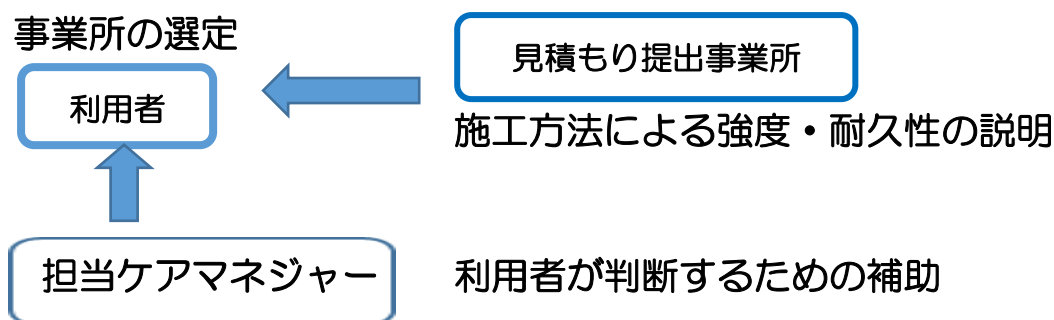 事業所の選定
見積もり提出事業所
利用者
施工方法による強度・耐久性の説明
担当ケアマネジャー
利用者が判断するための補助